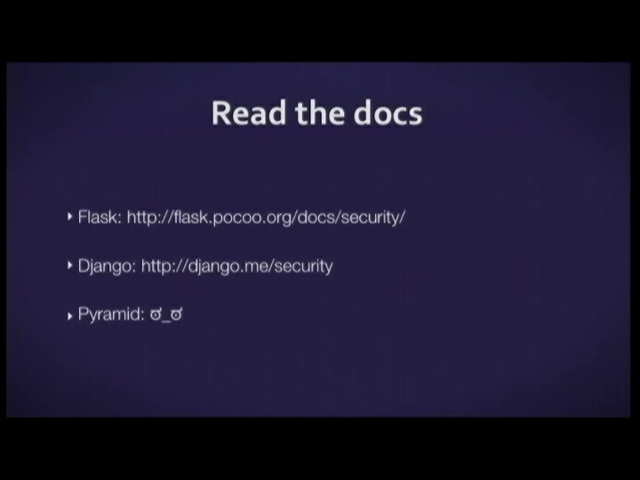 Read the docs
Flask: http://flask.pocoo.org/docs/security/
Django: http://django.me/security
Pyramid: ಠ_ಠ